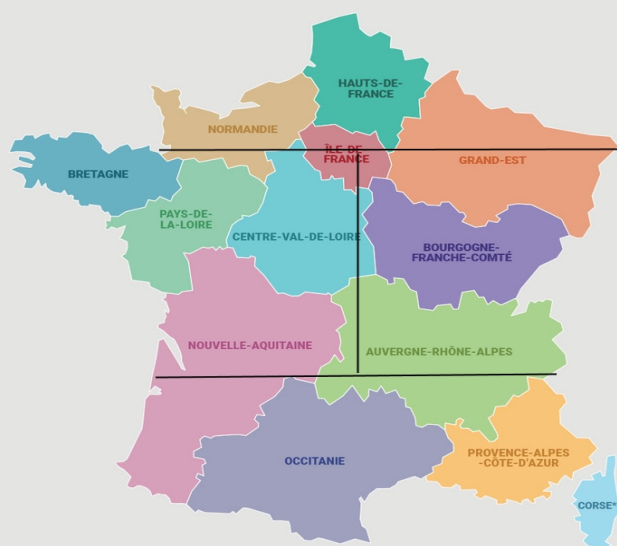 HAUTS-DE-
FRANCE
NORMANDIE
ÎLE-DE
FRANCE
GRAND-EST
BRETAGNE
PAYS-DE-
LA-LOIRE
CENTRE-VAL-DE-LOIRE
BOURGOGNE-
FRANCHE-COMTÉ
NOUVELLE-AQUITAINE
AUVERGNE-RHÔNE-ALPES
OCCITANIE
PROVENCE-ALPES
-CÔTE-D'AZUR
CORSE*